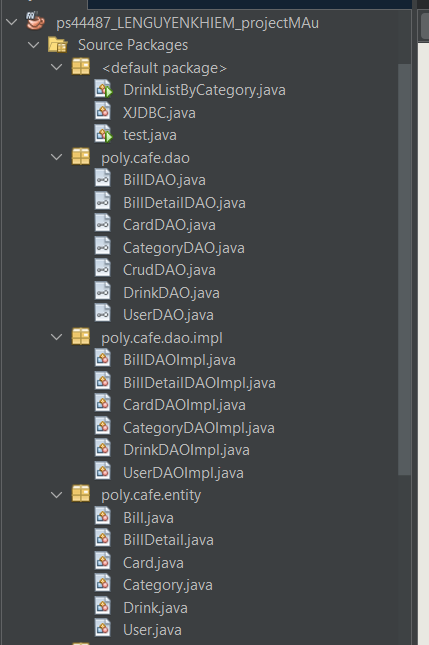 ps44487_LENGUYENKHIEM_projectMAu
Source Packages
<default package>
DrinkListByCategory.java
XJDBC.java
test.java
poly.cafe.dao
BillDAO.java
BillDetailDAO.java
CardDAO.java
CategoryDAO.java
CrudDAO.java
DrinkDAO.java
UserDAO.java
poly.cafe.dao.impl
BillDAOImpl.java
BillDetailDAOImpl.java
CardDAOImpl.java
CategoryDAOImpl.java
DrinkDAOImpl.java
UserDAOImpl.java
poly.cafe.entity
Bill.java
BillDetail.java
Card.java
Category.java
Drink.java
User.java